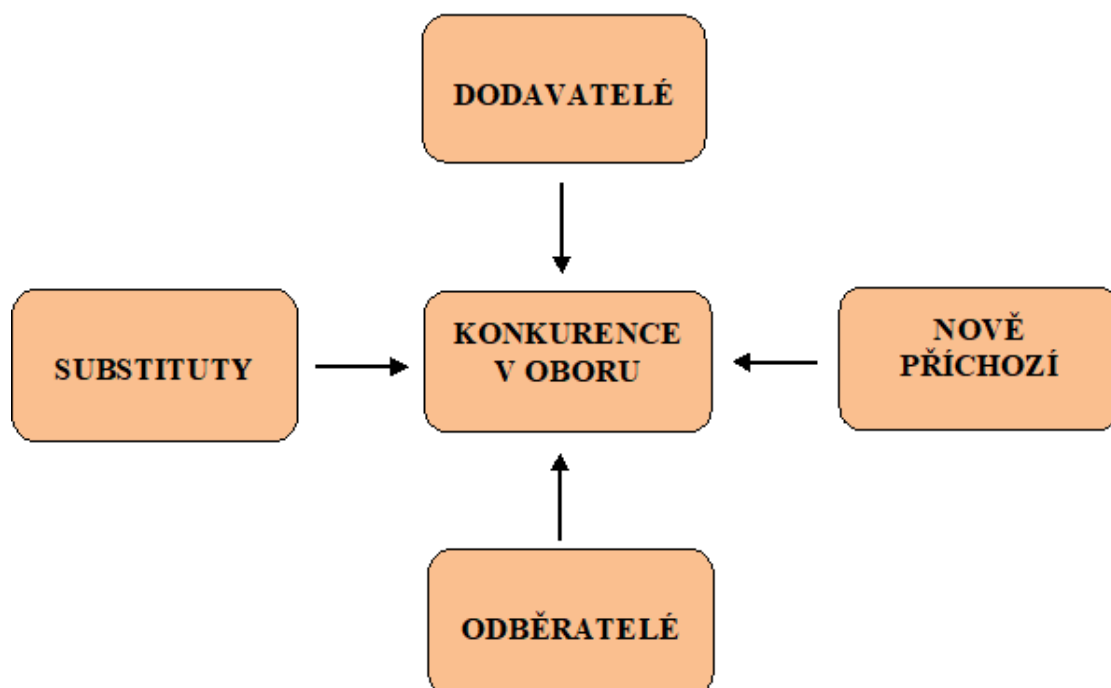 DODAVATELÉ
SUBSTITUTY
KONKURENCE
V OBORU
NOVĚ
PŘÍCHOZÍ
ODBĚRATELÉ